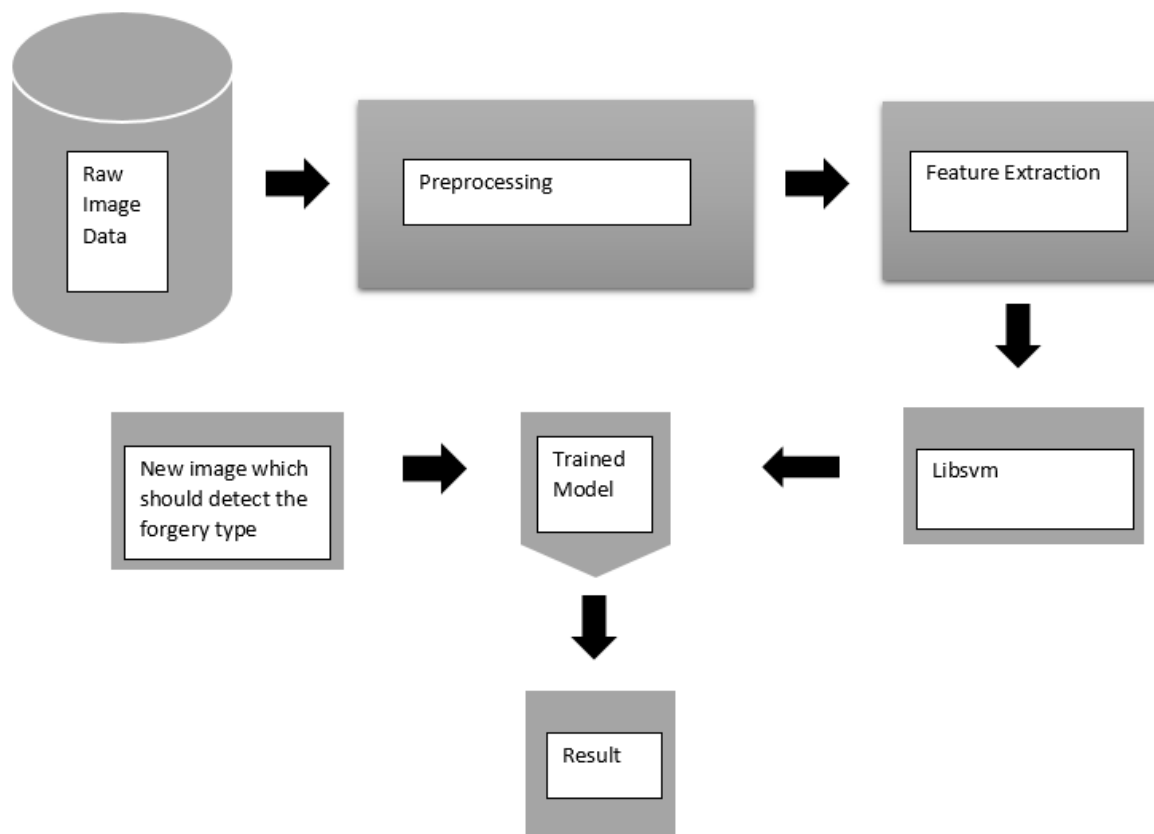 Raw
Image
Data
Preprocessing
Feature Extraction
New image which
should detect the
forgery type
Trained
Model
Libsvm
Result